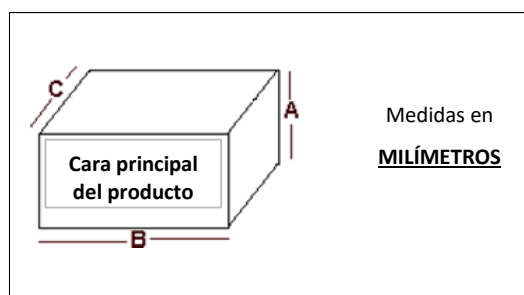 C
A
Cara principal
del producto
B
Medidas en
MILÍMETROS